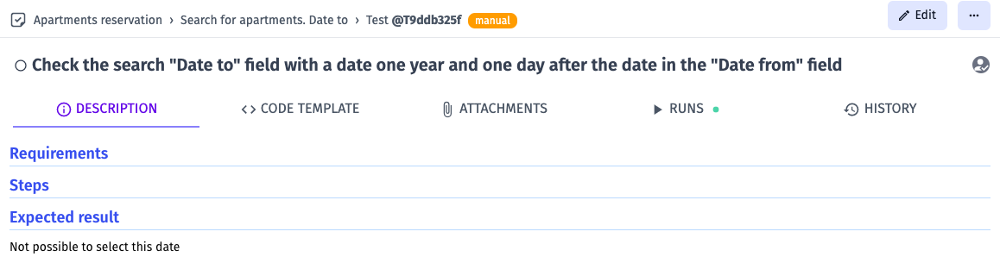 Apartments reservation › Search for apartments. Date to › Test @T9ddb325f manual
Edit
...
Check the search "Date to" field with a date one year and one day after the date in the "Date from" field
DESCRIPTION
CODE TEMPLATE
ATTACHMENTS
RUNS
HISTORY
Requirements
Steps
Expected result
Not possible to select this date